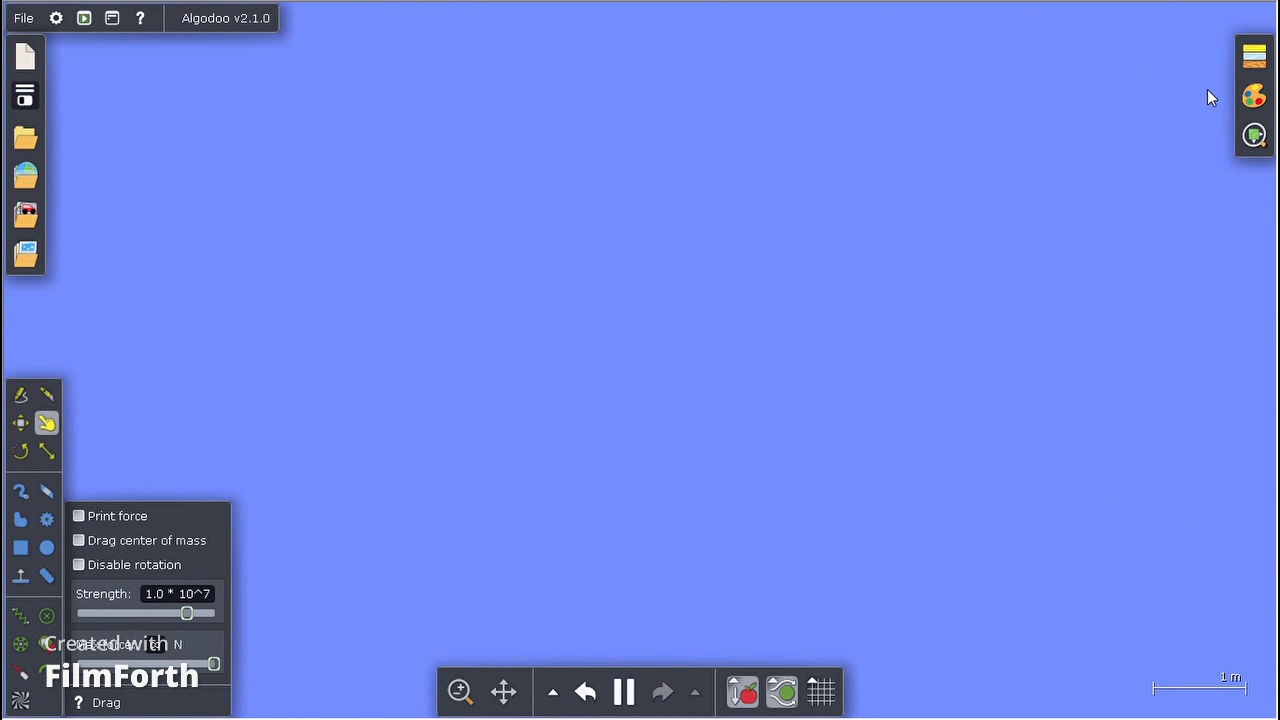 File
?
Algodoo v2.1.0
Print force
Drag center of mass
Disable rotation
Strength: 1.0 * 10^7
N
Created with
FilmForth
? Drag
1 m